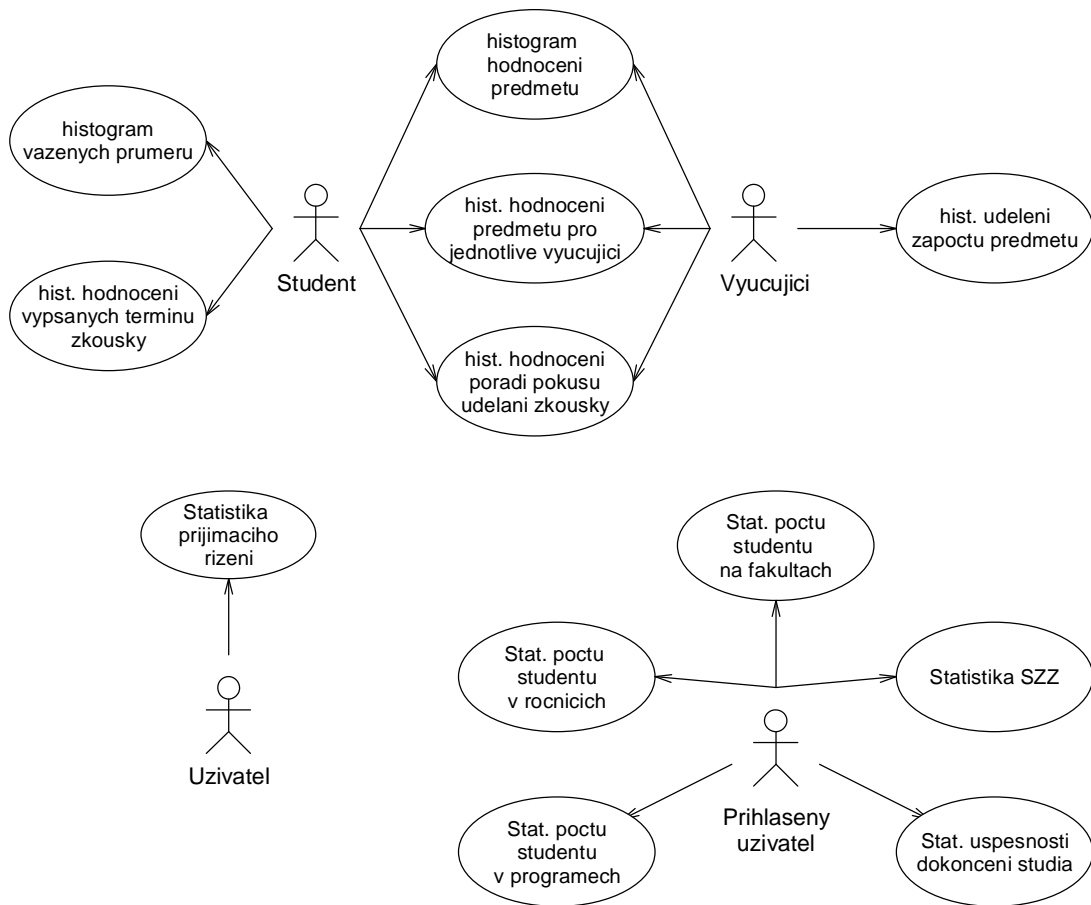 histogram
hodnoceni
predmetu
histogram
vazenych prumeru
hist. hodnoceni
predmetu pro
jednotlive vyucujici
hist. udeleni
zapoctu predmetu
Student
Vyucujici
hist. hodnoceni
vypsanych terminu
zkousky
hist. hodnoceni
poradi pokusu
udelani zkousky
Statistika
prijimaciho
rizeni
Stat. poctu
studentu
na fakultach
Stat. poctu
studentu
v rocnicich
Statistika SZZ
Uzivatel
Prihlaseny
uzivatel
Stat. poctu
studentu
v programech
Stat. uspesnosti
dokonceni studia